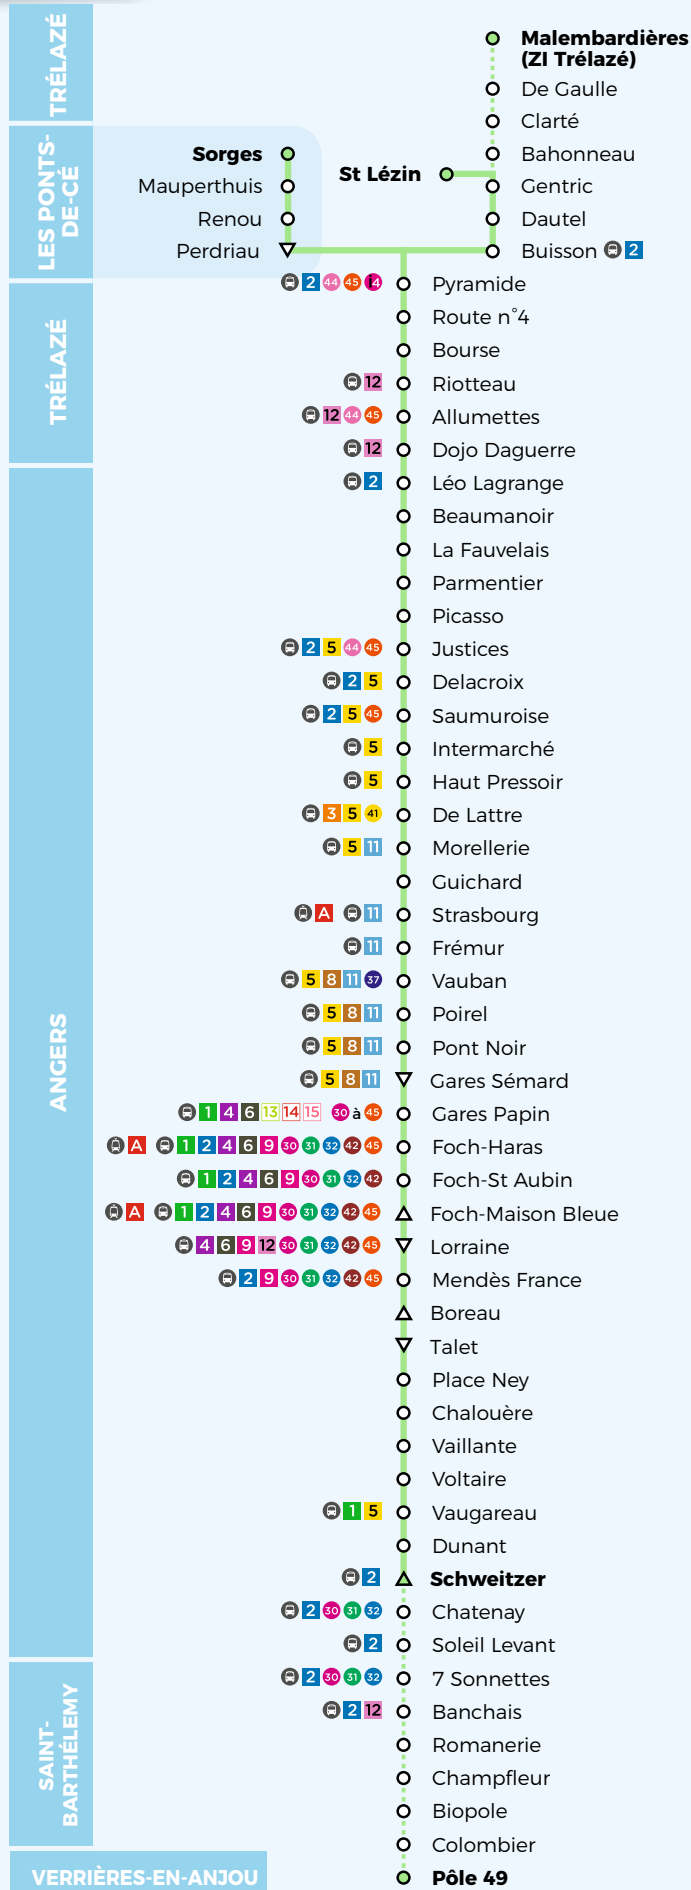 TRÉLAZÉ
Malembardières
(ZI Trélazé)
De Gaulle
Clarté
LES PONTS-
DE-CÉ
Sorges
Mauperthuis
Renou
Perdriau
St Lézin
Bahonneau
Gentric
Dautel
Buisson 2
TRÉLAZÉ
2 44 45 i4 Pyramide
Route n°4
Bourse
12 Riotteau
12 44 45 Allumettes
12 Dojo Daguerre
ANGERS
2 Léo Lagrange
Beaumanoir
La Fauvelais
Parmentier
Picasso
2 5 44 45 Justices
2 5 Delacroix
2 5 45 Saumuroise
5 Intermarché
5 Haut Pressoir
3 5 41 De Lattre
5 11 Morellerie
Guichard
A 11 Strasbourg
11 Frémur
5 8 11 37 Vauban
5 8 11 Poirel
5 8 11 Pont Noir
5 8 11 Gares Sémard
1 4 6 13 14 15 30 à 45 Gares Papin
A 1 2 4 6 9 30 31 32 42 45 Foch-Haras
1 2 4 6 9 30 31 32 42 Foch-St Aubin
A 1 2 4 6 9 30 31 32 42 45 Foch-Maison Bleue
4 6 9 12 30 31 32 42 45 Lorraine
2 9 30 31 32 42 45 Mendès France
Boreau
Talet
Place Ney
Chalouère
Vaillante
Voltaire
1 5 Vaugareau
Dunant
2 Schweitzer
2 30 31 32 Chatenay
2 Soleil Levant
SAINT-
BARTHÉLEMY
2 30 31 32 7 Sonnettes
2 12 Banchais
Romanerie
Champfleur
Biopole
Colombier
VERRIÈRES-EN-ANJOU
Pôle 49